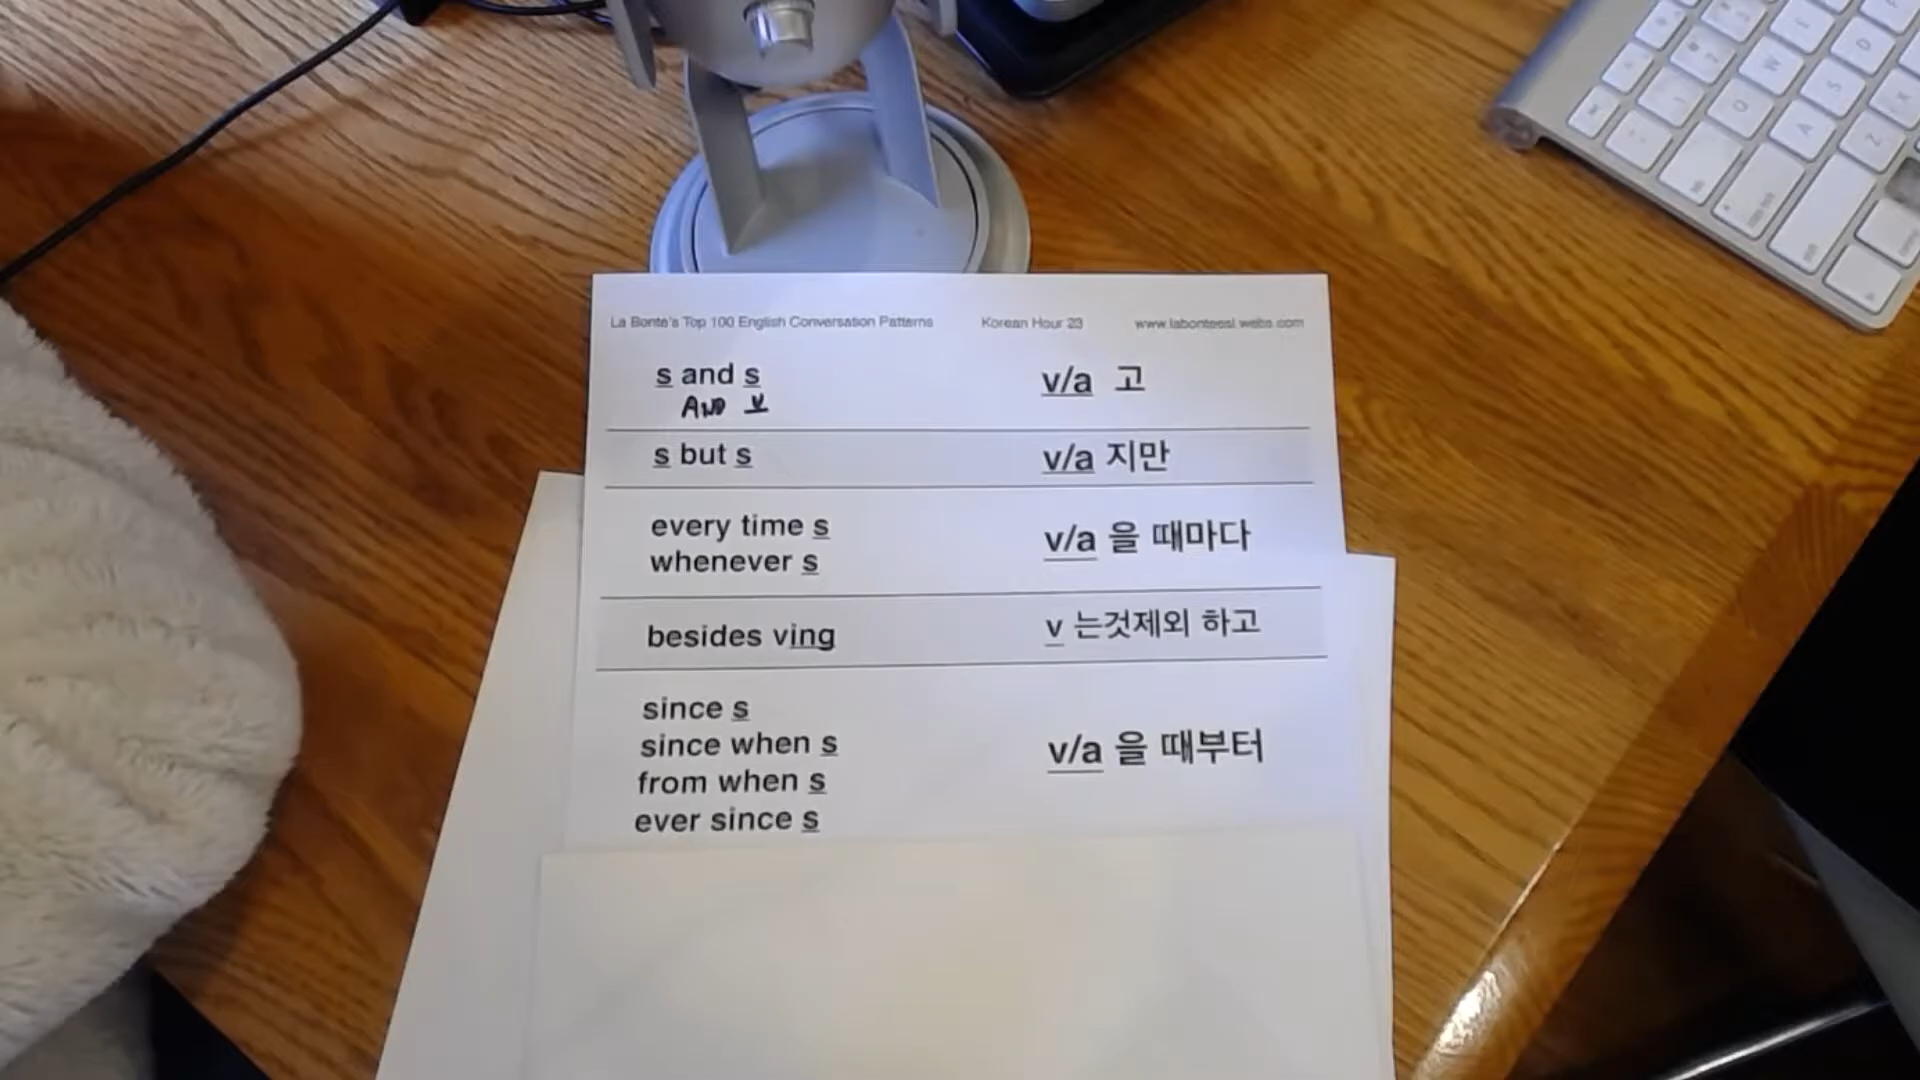 La Bonte's Top 100 English Conversation Patterns Korean Hour 23 www.labonteesl.webs.com
s and s v/a 고
AND v
s but s v/a 지만
every time s
whenever s v/a 을 때마다
besides ving v 는것제외 하고
since s
since when s v/a 을 때부터
from when s
ever since s